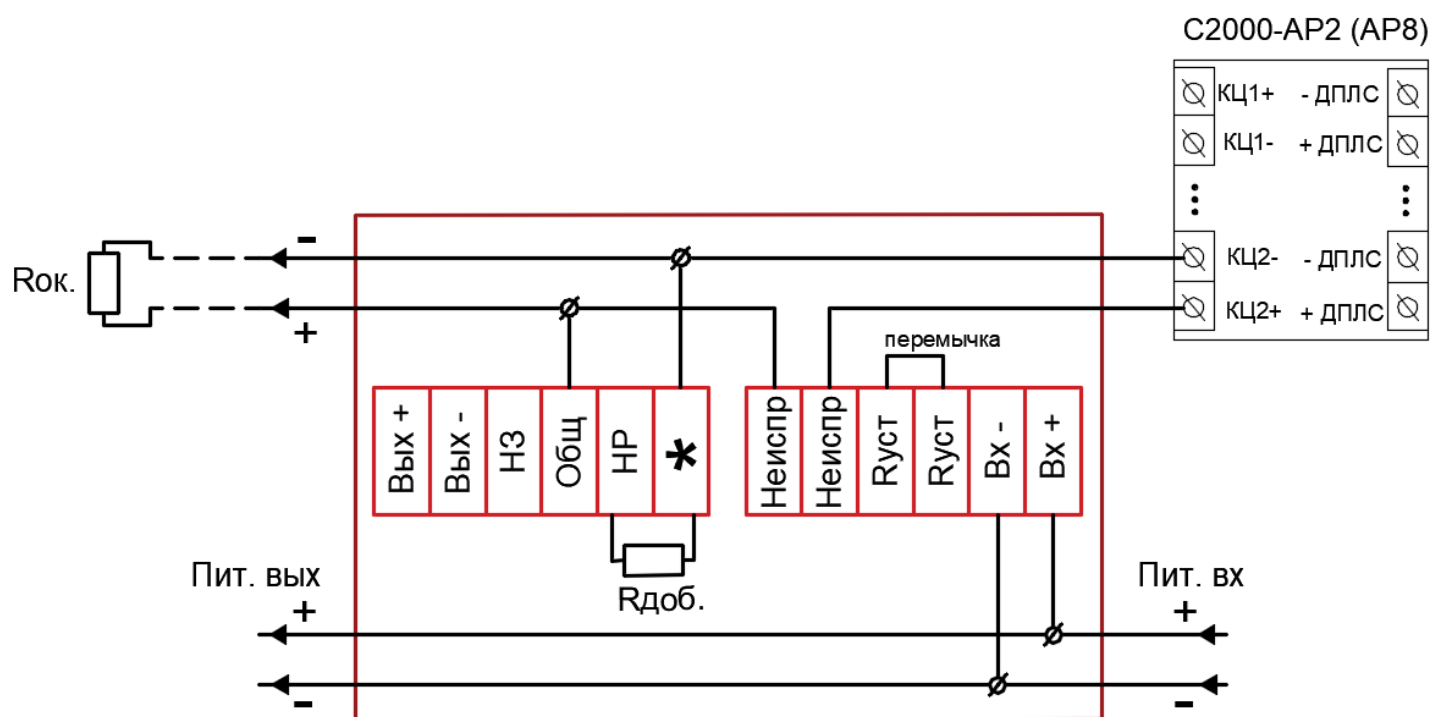 С2000-АР2 (АР8)
КЦ1+ - ДПЛС
КЦ1- + ДПЛС
КЦ2- - ДПЛС
КЦ2+ + ДПЛС
-
Rок.
+
перемычка
Вых +
Вых -
НЗ
Общ
НР
*
Неиспр
Неиспр
Rуст
Rуст
Вх -
Вх +
Rдоб.
Пит. вых
+
-
Пит. вх
+
-